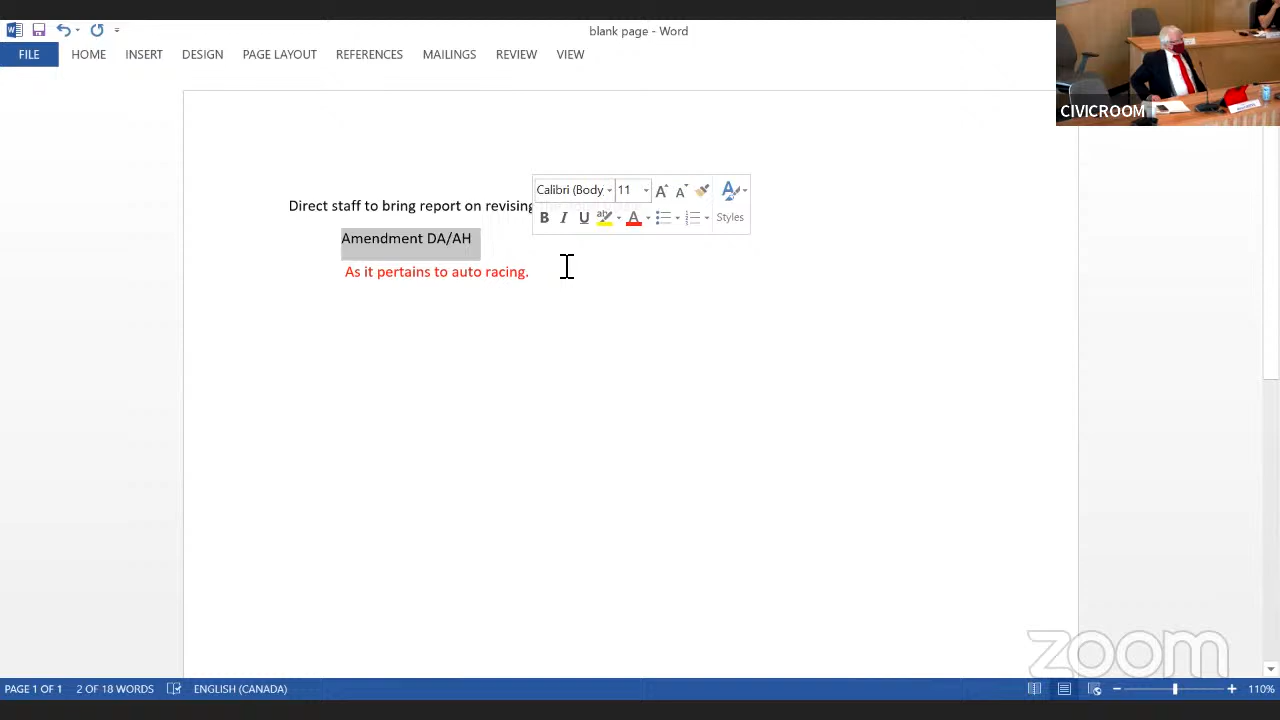 blank page - Word
FILE HOME INSERT DESIGN PAGE LAYOUT REFERENCES MAILINGS REVIEW VIEW
CIVICROOM
Calibri (Body 11
Direct staff to bring report on revising
B I U ab A Styles
Amendment DA/AH
As it pertains to auto racing.
zoom
PAGE 1 OF 1 2 OF 18 WORDS ENGLISH (CANADA) 110%